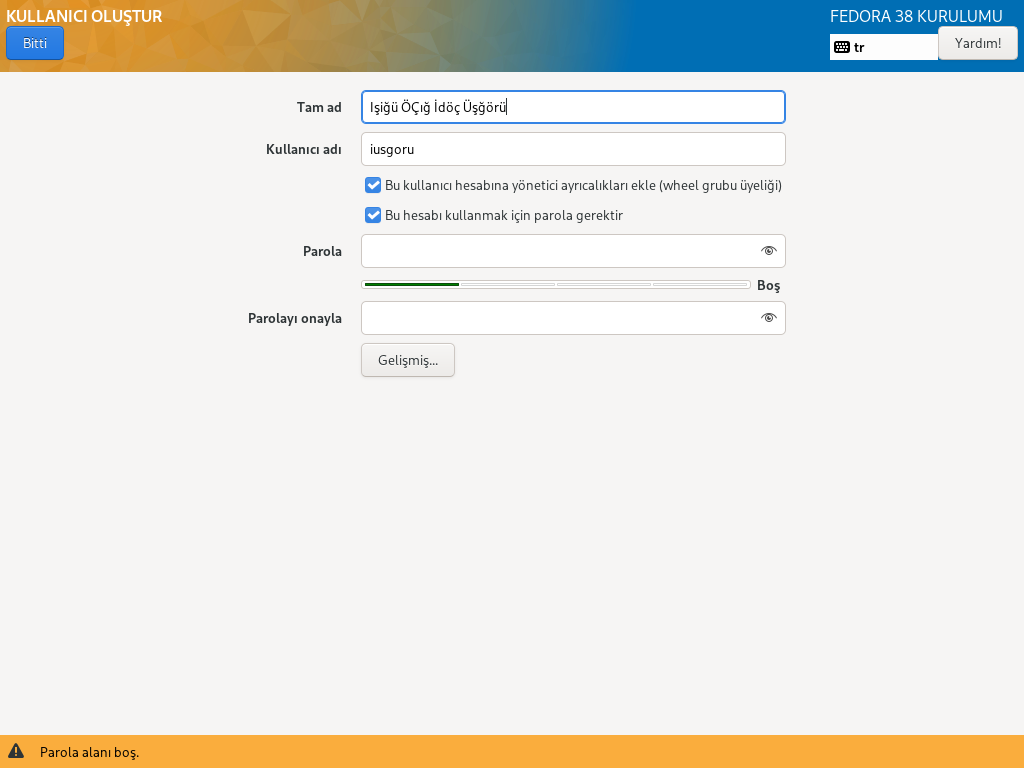 KULLANICI OLUŞTUR
FEDORA 38 KURULUMU
Bitti
tr
Yardım!
Tam ad
Işiğü ÖÇığ İdöç Üşğörü
Kullanıcı adı
iusgoru
Bu kullanıcı hesabına yönetici ayrıcalıkları ekle (wheel grubu üyeliği)
Bu hesabı kullanmak için parola gerektir
Parola
Boş
Parolayı onayla
Gelişmiş...
Parola alanı boş.